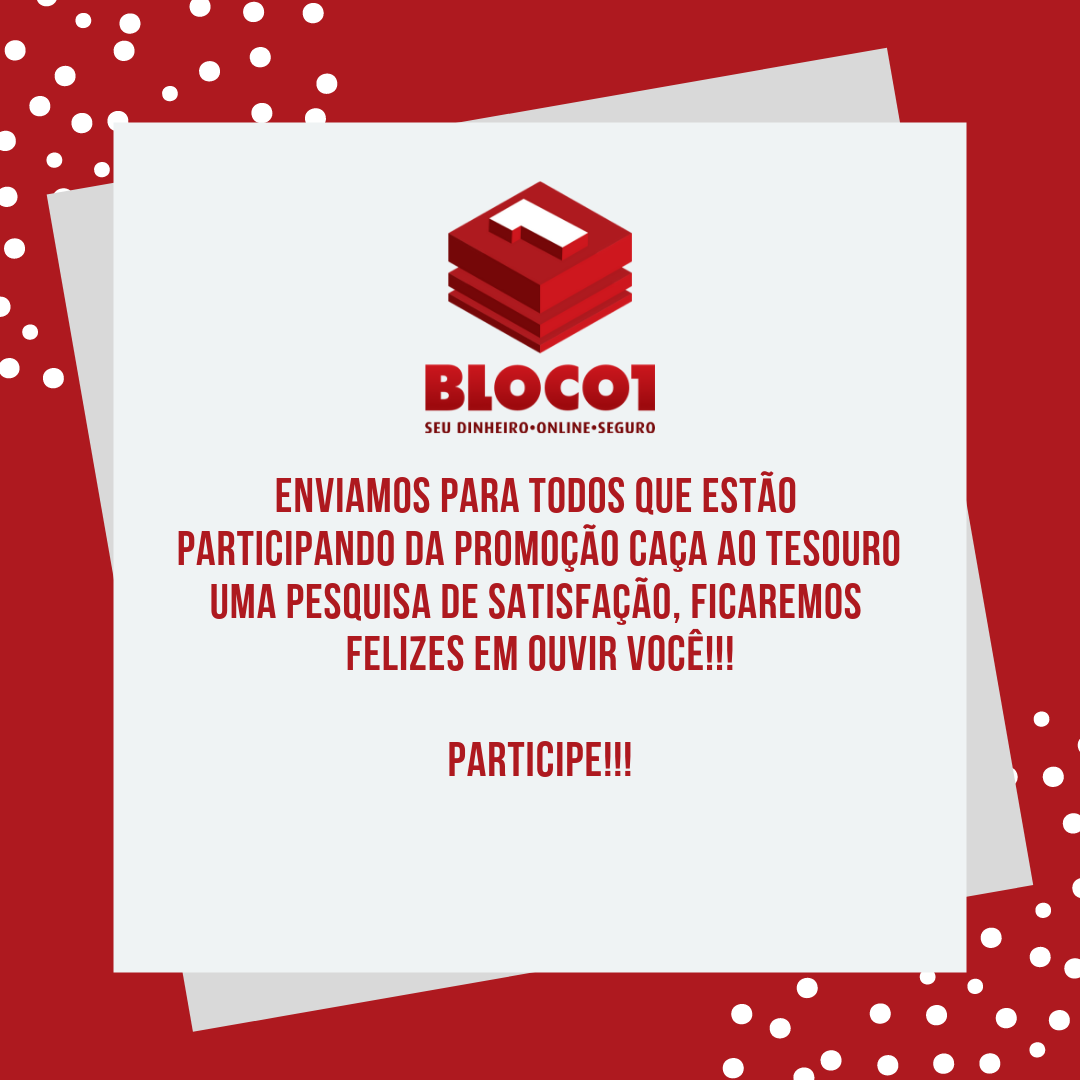 1
BLOCO1
SEU DINHEIRO•ONLINE•SEGURO
ENVIAMOS PARA TODOS QUE ESTÃO
PARTICIPANDO DA PROMOÇÃO CAÇA AO TESOURO
UMA PESQUISA DE SATISFAÇÃO, FICAREMOS
FELIZES EM OUVIR VOCÊ!!!
PARTICIPE!!!